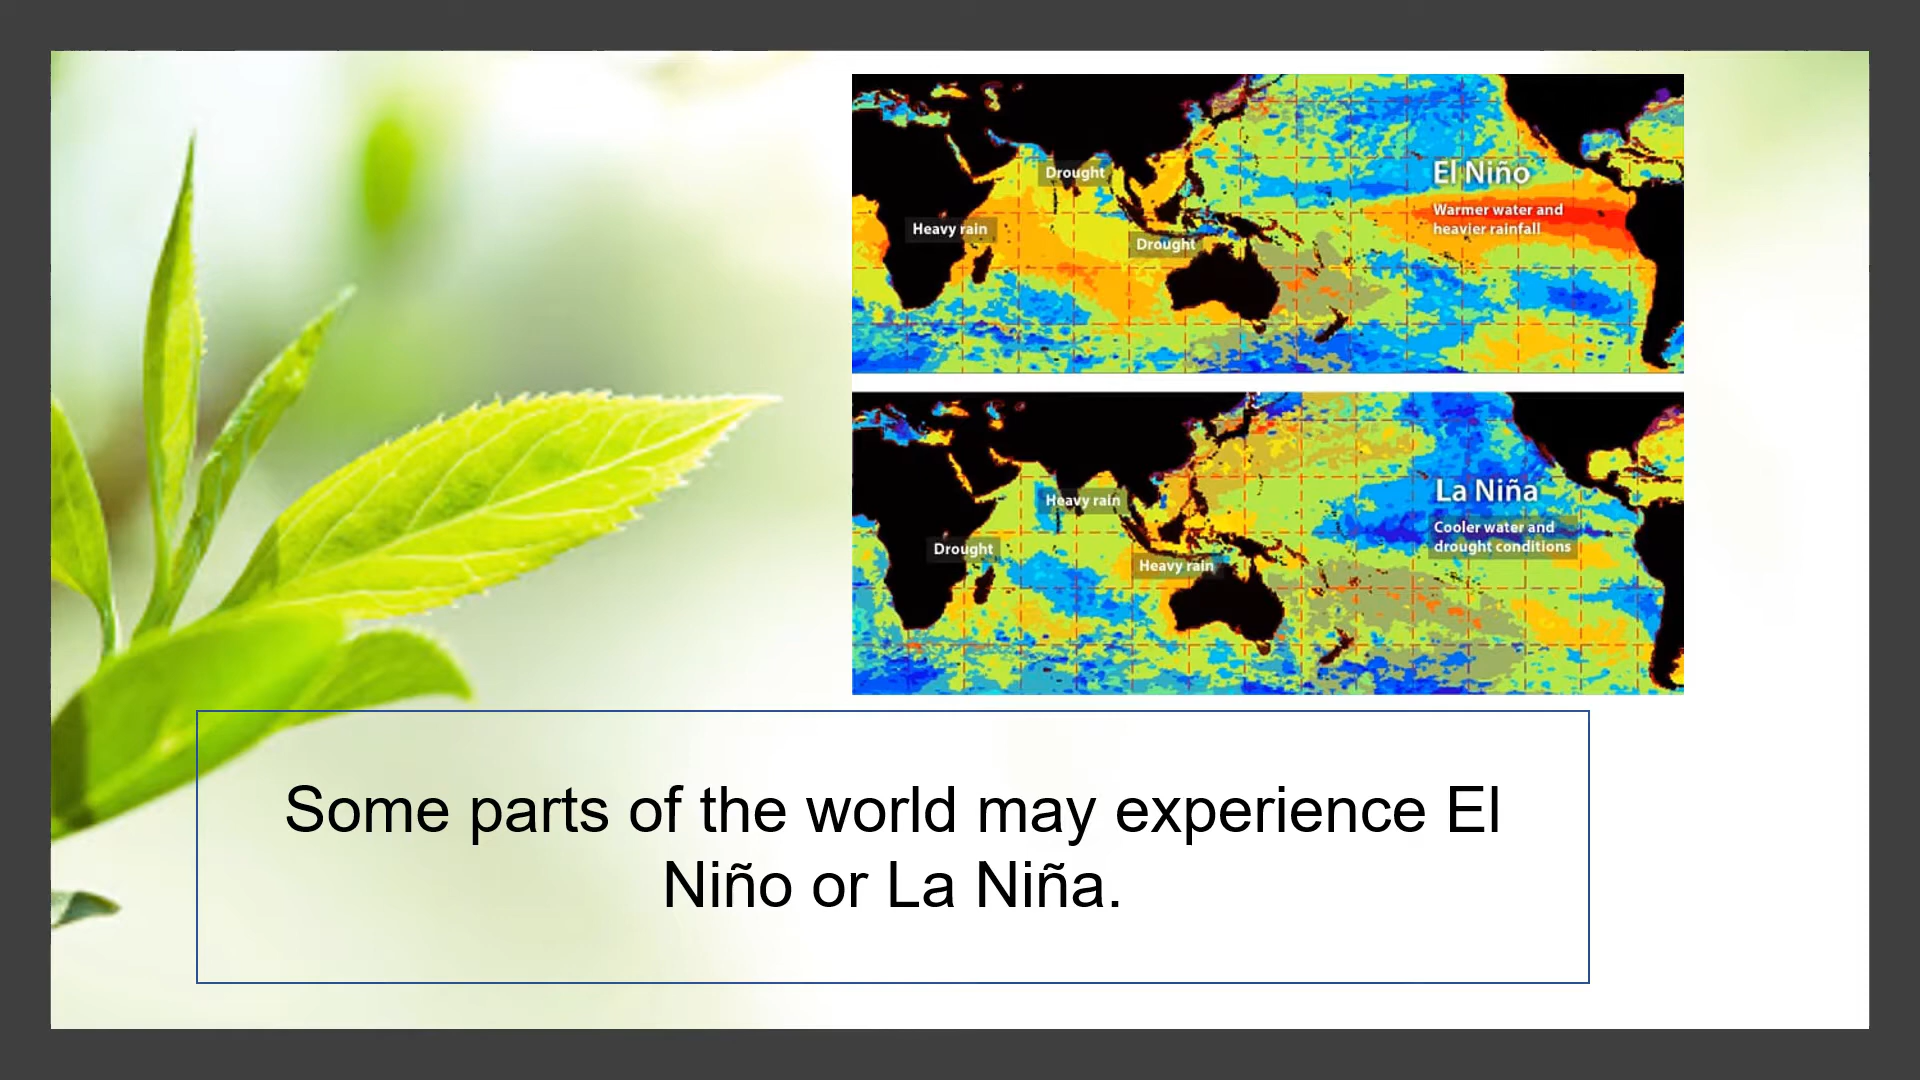 Drought
El Niño
Warmer water and
heavier rainfall
Heavy rain
Drought
Heavy rain
La Niña
Cooler water and
drought conditions
Drought
Heavy rain
Some parts of the world may experience El
Niño or La Niña.